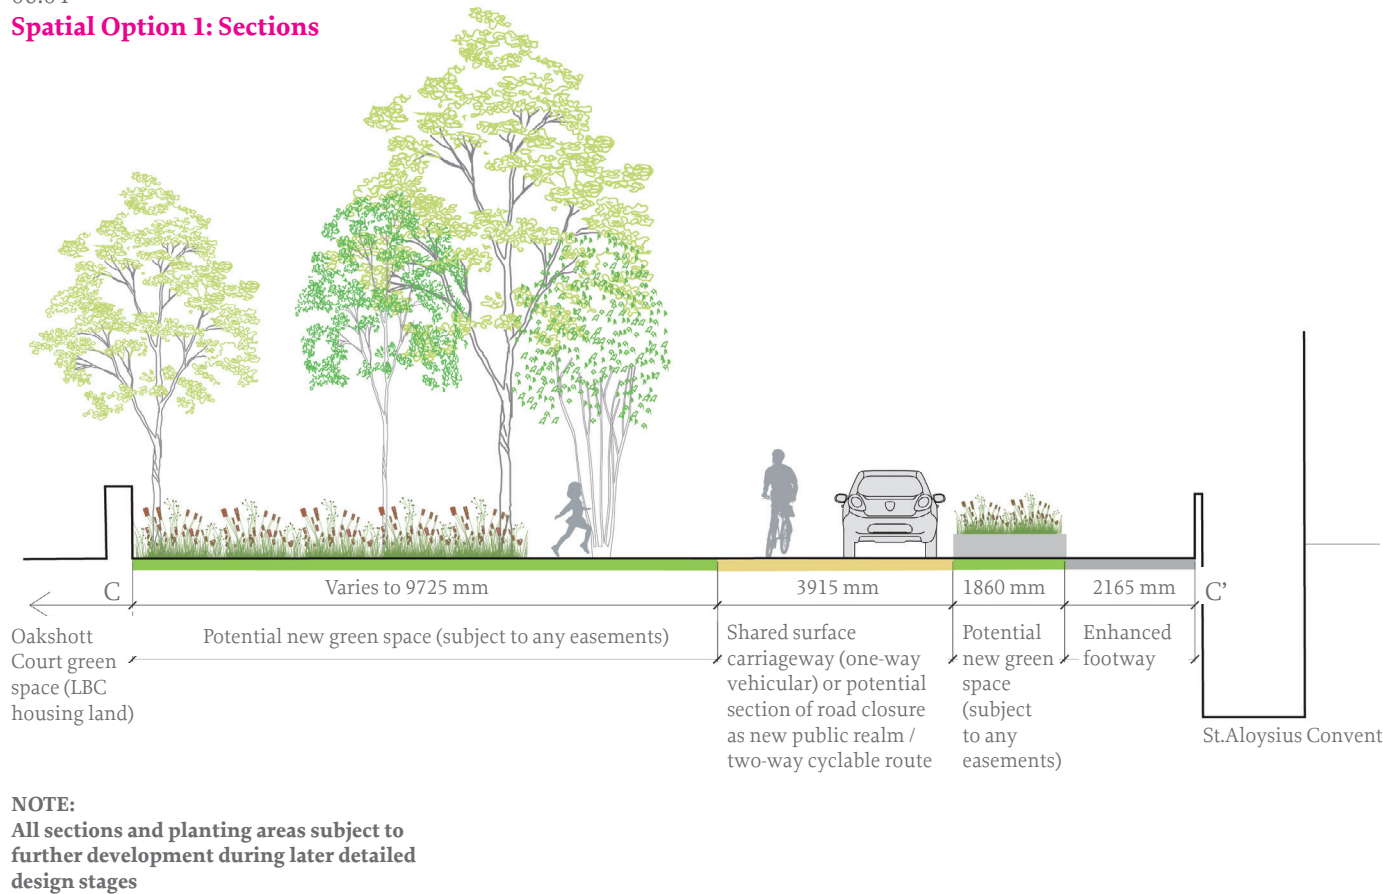 Spatial Option 1: Sections
C
Varies to 9725 mm
3915 mm
1860 mm
2165 mm
C’
Oakshott
Court green
space (LBC
housing land)
Potential new green space (subject to any easements)
Shared surface
carriageway (one-way
vehicular) or potential
section of road closure
as new public realm /
two-way cyclable route
Potential
new green
space
(subject
to any
easements)
Enhanced
footway
St.Aloysius Convent
NOTE:
All sections and planting areas subject to
further development during later detailed
design stages